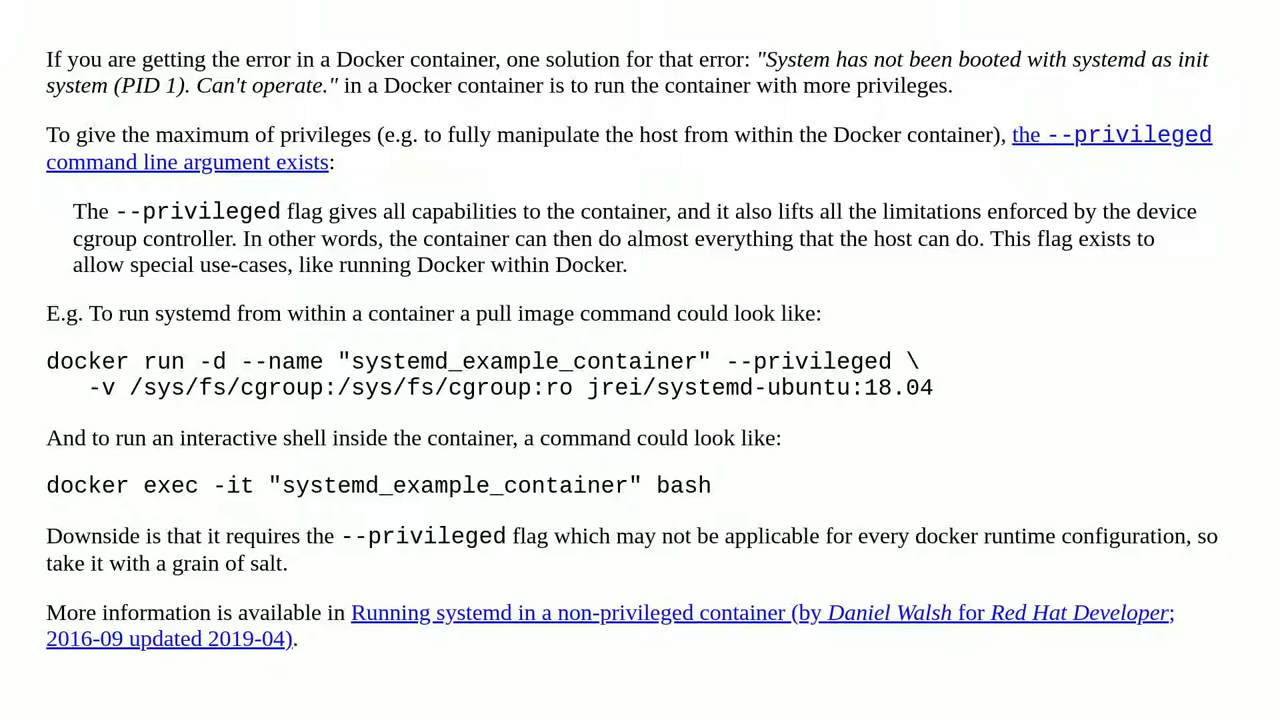 If you are getting the error in a Docker container, one solution for that error: "System has not been booted with systemd as init
system (PID 1). Can't operate." in a Docker container is to run the container with more privileges.
To give the maximum of privileges (e.g. to fully manipulate the host from within the Docker container), the --privileged
command line argument exists:
The --privileged flag gives all capabilities to the container, and it also lifts all the limitations enforced by the device
cgroup controller. In other words, the container can then do almost everything that the host can do. This flag exists to
allow special use-cases, like running Docker within Docker.
E.g. To run systemd from within a container a pull image command could look like:
docker run -d --name "systemd_example_container" --privileged \
   -v /sys/fs/cgroup:/sys/fs/cgroup:ro jrei/systemd-ubuntu:18.04
And to run an interactive shell inside the container, a command could look like:
docker exec -it "systemd_example_container" bash
Downside is that it requires the --privileged flag which may not be applicable for every docker runtime configuration, so
take it with a grain of salt.
More information is available in Running systemd in a non-privileged container (by Daniel Walsh for Red Hat Developer;
2016-09 updated 2019-04).